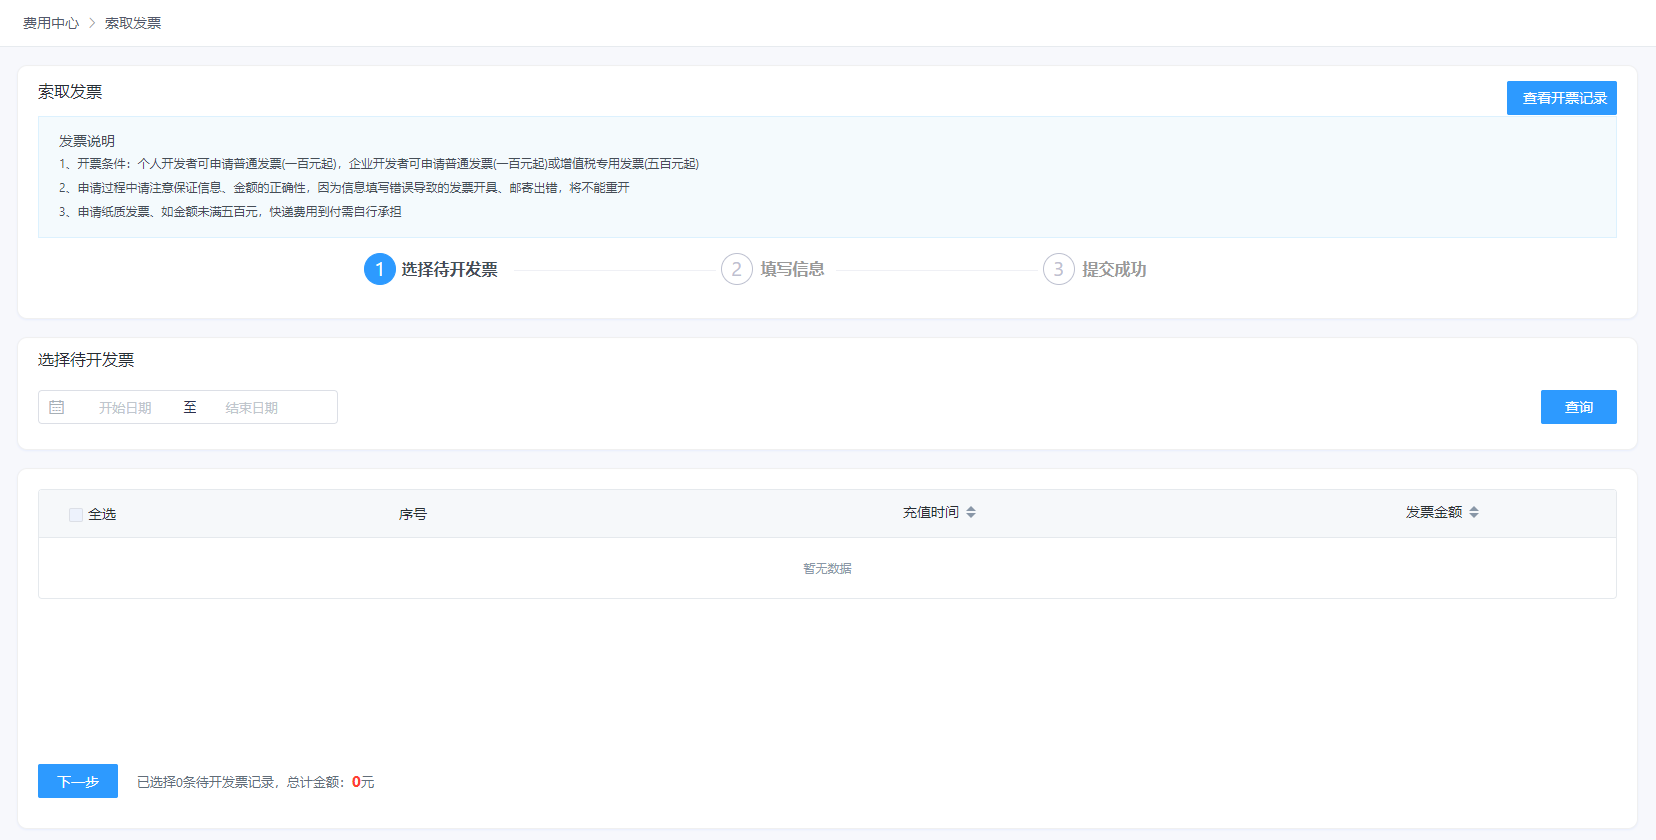 费用中心 > 索取发票
索取发票
查看开票记录
发票说明
1、开票条件：个人开发者可申请普通发票(一百元起)，企业开发者可申请普通发票(一百元起)或增值税专用发票(五百元起)
2、申请过程中请注意保证信息、金额的正确性，因为信息填写错误导致的发票开具、邮寄出错，将不能重开
3、申请纸质发票、如金额未满五百元，快递费用到付需自行承担
1 选择待开发票 2 填写信息 3 提交成功
选择待开发票
开始日期 至 结束日期 查询
全选 序号 充值时间 发票金额
暂无数据
下一步 已选择0条待开发票记录，总计金额：0元